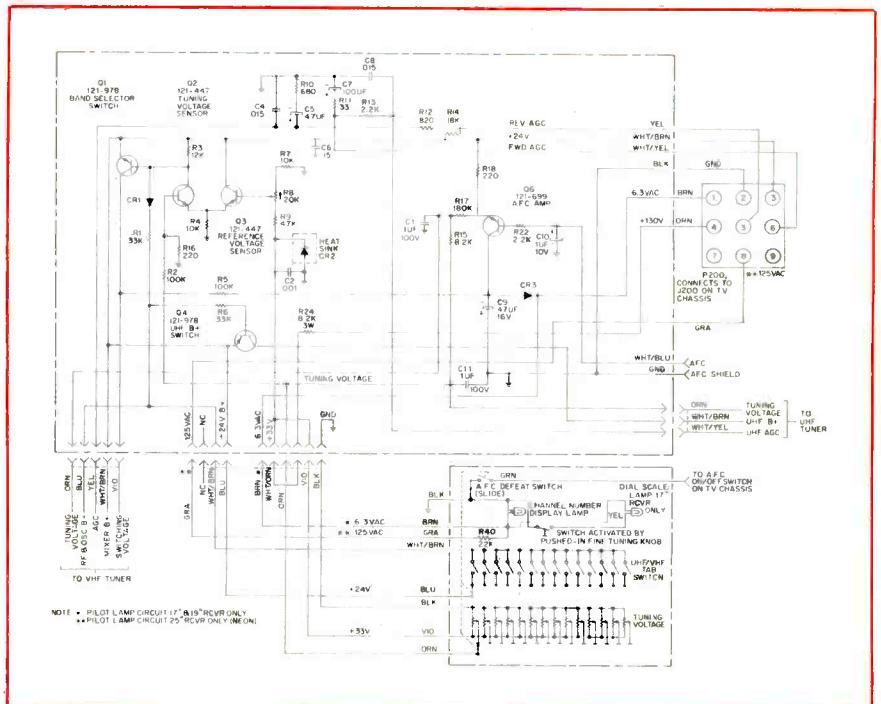 Q1
121-978
BAND SELECTOR
SWITCH
Q2
121-447
TUNING
VOLTAGE
SENSOR
R10
680
C7
100UF
C8
.015
C4
.015
C5
47UF
R11
33
R13
2.2K
R12
820
R14
18K
REV AGC
YEL
+24V
WHT/BRN
FWD AGC
WHT/YEL
BLK
GND
R3
12K
C6
.15
R7
10K
R18
220
6.3VAC
BRN
1
2
3
CR1
R8
20K
Q6
121-699
AFC AMP
+130V
ORN
4
5
6
R4
10K
Q3
121-447
REFERENCE
VOLTAGE
SENSOR
R9
47K
R17
180K
C1
1UF
100V
R15
8.2K
R22
2.2K
C10
1UF
10V
7
8
9
R1
33K
R16
220
HEAT
SINK
CR2
P200,
CONNECTS TO
J200 ON TV
CHASSIS
**125VAC
R2
100K
R5
100K
C2
.001
CR3
R6
33K
Q4
121-978
UHF B+
SWITCH
R24
8.2K
3W
C9
47UF
16V
GRA
WHT/BLU
AFC
GND
AFC SHIELD
TUNING VOLTAGE
C11
1UF
100V
ORN
TUNING
VOLTAGE
WHT/BRN
UHF B+
WHT/YEL
UHF AGC
TO
UHF
TUNER
125VAC
NC
+24V B+
6.3VAC
+33V
GND
ORN
BLU
YEL
WHT/BRN
VIO
**
GRA
NC
WHT/BRN
BLU
BRN *
WHT/ORN
ORN
VIO
BLK
TUNING
VOLTAGE
RF & OSC B+
AGC
MIXER B+
SWITCHING
VOLTAGE
TO VHF TUNER
GRN
A.F.C DEFEAT SWITCH
(SLIDE)
DIAL SCALE
LAMP 17"
RCVR
ONLY
TO A.F.C
ON/OFF SWITCH
ON TV CHASSIS
BLK
CHANNEL NUMBER
DISPLAY LAMP
YEL
* 6.3VAC
BRN
** 125VAC
GRA
R40
22K
SWITCH ACTIVATED BY
PUSHED-IN FINE TUNING KNOB
WHT/BRN
UHF/VHF
TAB
SWITCH
+24V
BLU
BLK
TUNING
VOLTAGE
+33V
VIO
ORN
NOTE * PILOT LAMP CIRCUIT 17" & 19" RCVR ONLY
** PILOT LAMP CIRCUIT 25" RCVR ONLY (NEON)